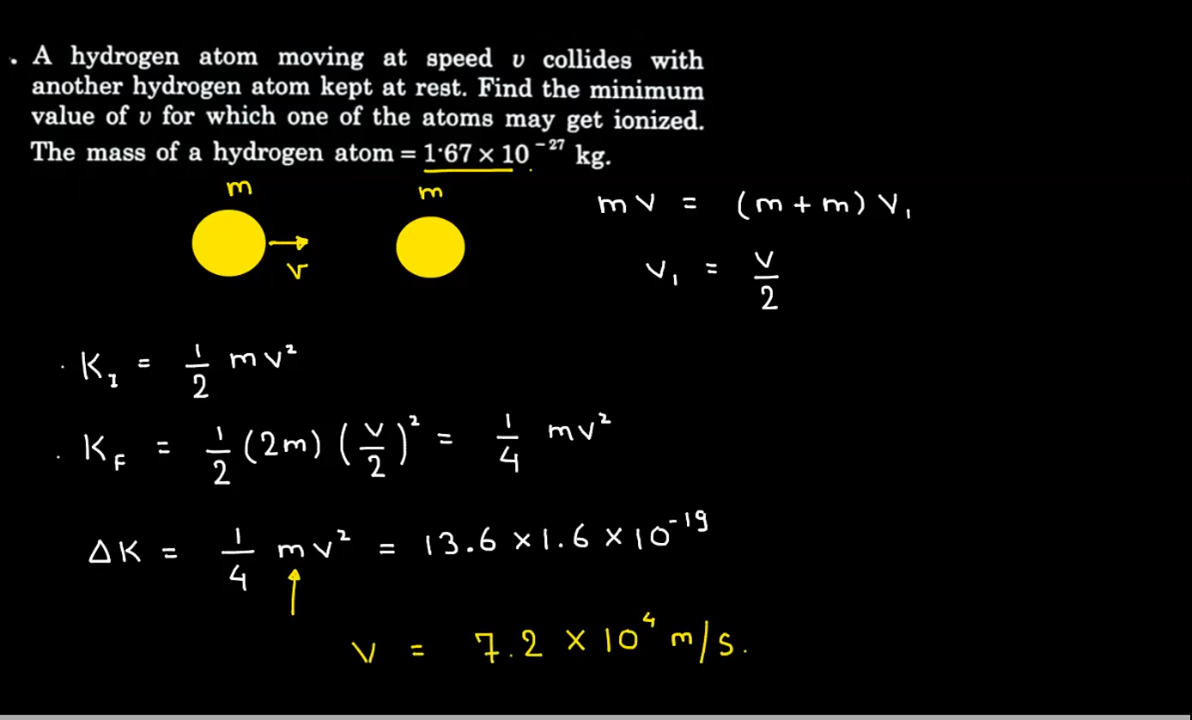 . A hydrogen atom moving at speed v collides with
another hydrogen atom kept at rest. Find the minimum
value of v for which one of the atoms may get ionized.
The mass of a hydrogen atom = 1·67 × 10⁻²⁷ kg.
m m
v
mv = (m + m) v₁
v₁ = v/2
K_I = 1/2 mv²
K_F = 1/2 (2m) (v/2)² = 1/4 mv²
ΔK = 1/4 mv² = 13.6 × 1.6 × 10⁻¹⁹
v = 7.2 × 10⁴ m/s.